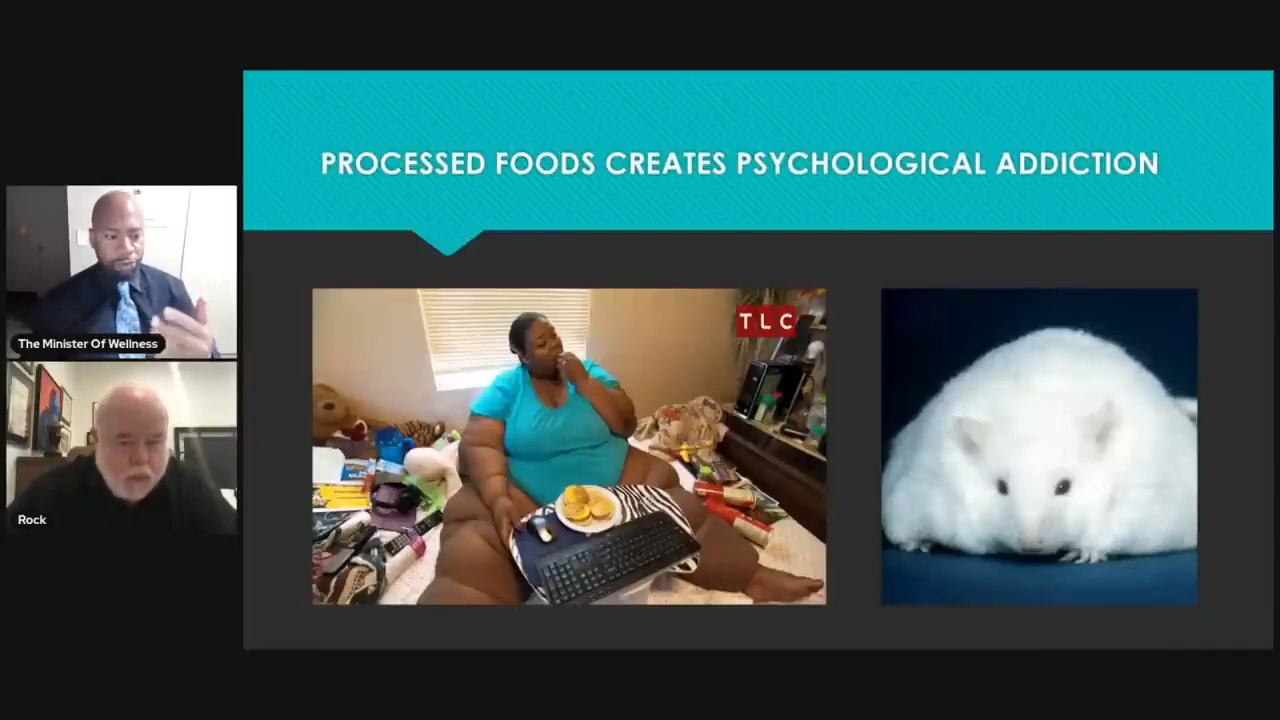 PROCESSED FOODS CREATES PSYCHOLOGICAL ADDICTION
TLC
The Minister Of Wellness
Rock